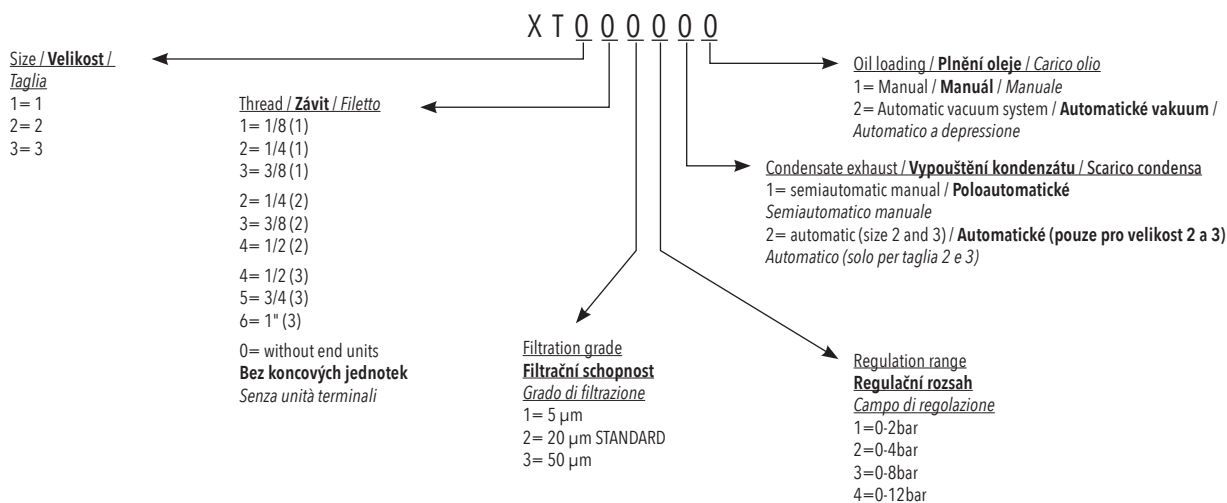 XT000000
Size / Velikost /
Taglia
1= 1
2= 2
3= 3
Thread / Závit / Filetto
1= 1/8 (1)
2= 1/4 (1)
3= 3/8 (1)
2= 1/4 (2)
3= 3/8 (2)
4= 1/2 (2)
4= 1/2 (3)
5= 3/4 (3)
6= 1" (3)
0= without end units
Bez koncových jednotek
Senza unità terminali
Filtration grade
Filtrační schopnost
Grado di filtrazione
1= 5 µm
2= 20 µm STANDARD
3= 50 µm
Regulation range
Regulační rozsah
Campo di regolazione
1=0-2bar
2=0-4bar
3=0-8bar
4=0-12bar
Condensate exhaust / Vypouštění kondenzátu / Scarico condensa
1= semiautomatic manual / Poloautomatické
Semiautomatico manuale
2= automatic (size 2 and 3) / Automatické (pouze pro velikost 2 a 3)
Automatico (solo per taglia 2 e 3)
Oil loading / Plnění oleje / Carico olio
1= Manual / Manuál / Manuale
2= Automatic vacuum system / Automatické vakuum /
Automatico a depressione